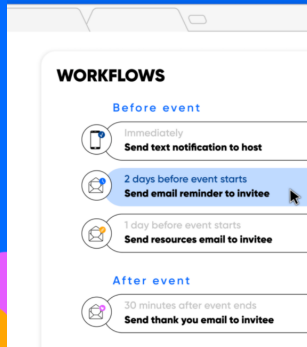 WORKFLOWS
Before event
Immediately
Send text notification to host
2 days before event starts
Send email reminder to invitee
1 day before event starts
Send resources email to invitee
After event
30 minutes after event ends
Send thank you email to invitee